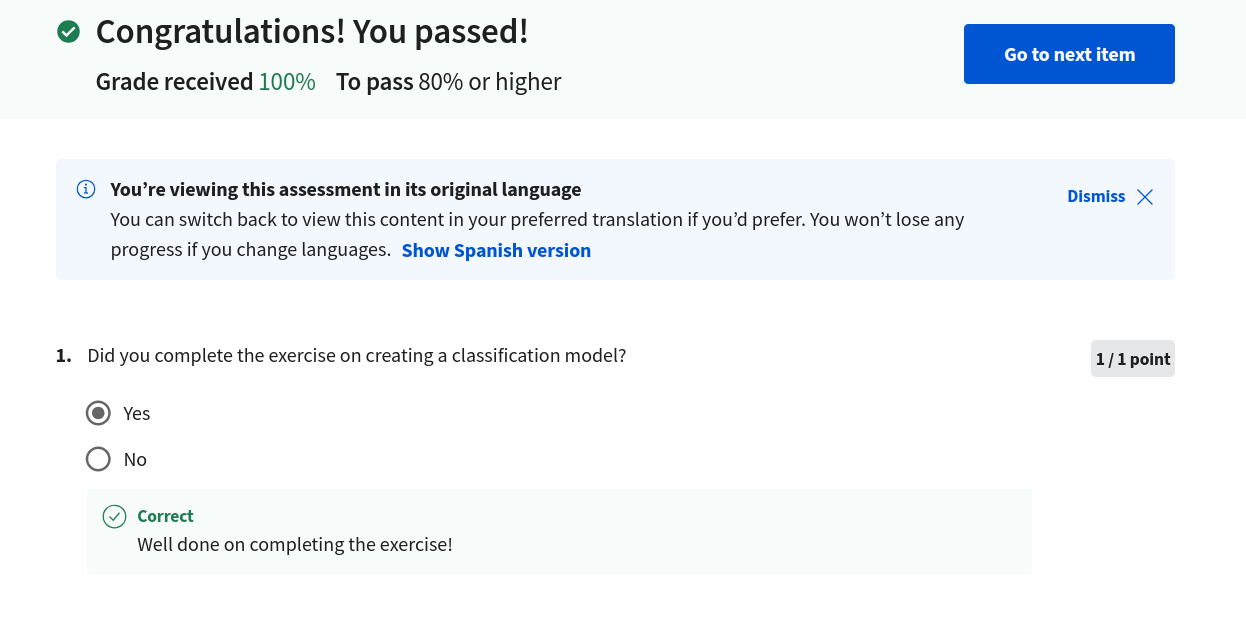 Congratulations! You passed!
Go to next item
Grade received 100% To pass 80% or higher
You’re viewing this assessment in its original language
Dismiss
You can switch back to view this content in your preferred translation if you’d prefer. You won’t lose any
progress if you change languages. Show Spanish version
1. Did you complete the exercise on creating a classification model?
1 / 1 point
Yes
No
Correct
Well done on completing the exercise!